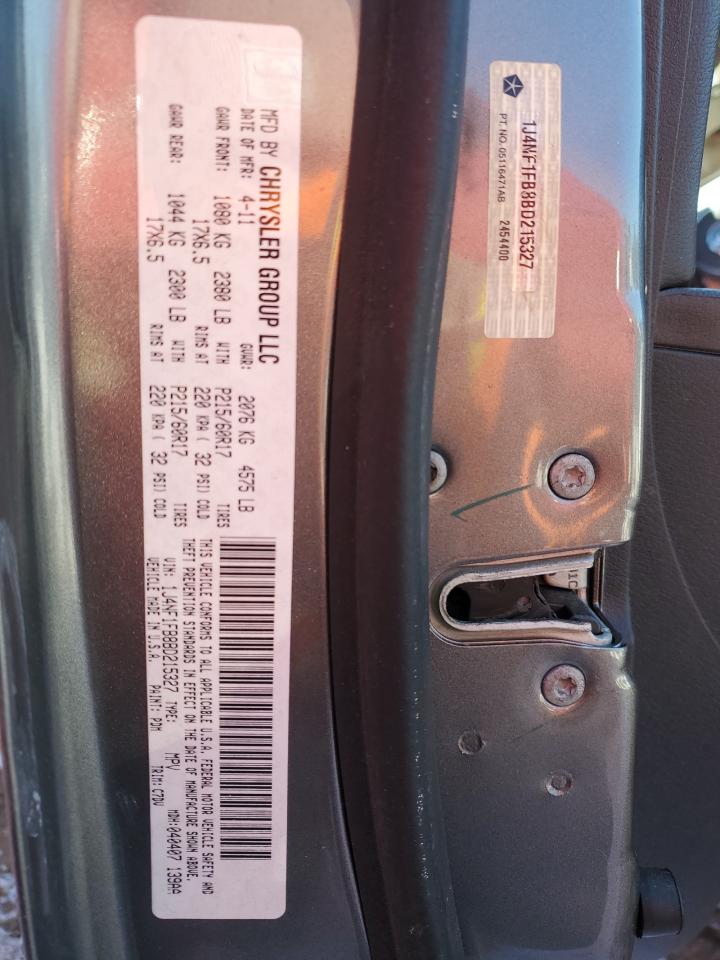 MFD BY CHRYSLER GROUP LLC
DATE OF MFR: 4-11 GVWR: 2076 KG 4575 LB
GAWR FRONT: 1080 KG 2380 LB WITH P215/60R17 TIRES
17X6.5 RIMS AT 220 KPA ( 32 PSI) COLD
GAWR REAR: 1044 KG 2300 LB WITH P215/60R17 TIRES
17X6.5 RIMS AT 220 KPA ( 32 PSI) COLD
THIS VEHICLE CONFORMS TO ALL APPLICABLE U.S.A. FEDERAL MOTOR VEHICLE SAFETY AND
THEFT PREVENTION STANDARDS IN EFFECT ON THE DATE OF MANUFACTURE SHOWN ABOVE.
VIN: 1J4NF1FB8BD215327 TYPE: MPV MDH:040407 139AA
VEHICLE MADE IN U.S.A. PAINT: PDM TRIM:C7DV
1J4NF1FB8BD215327
PT. NO. 05116471AB 2454400